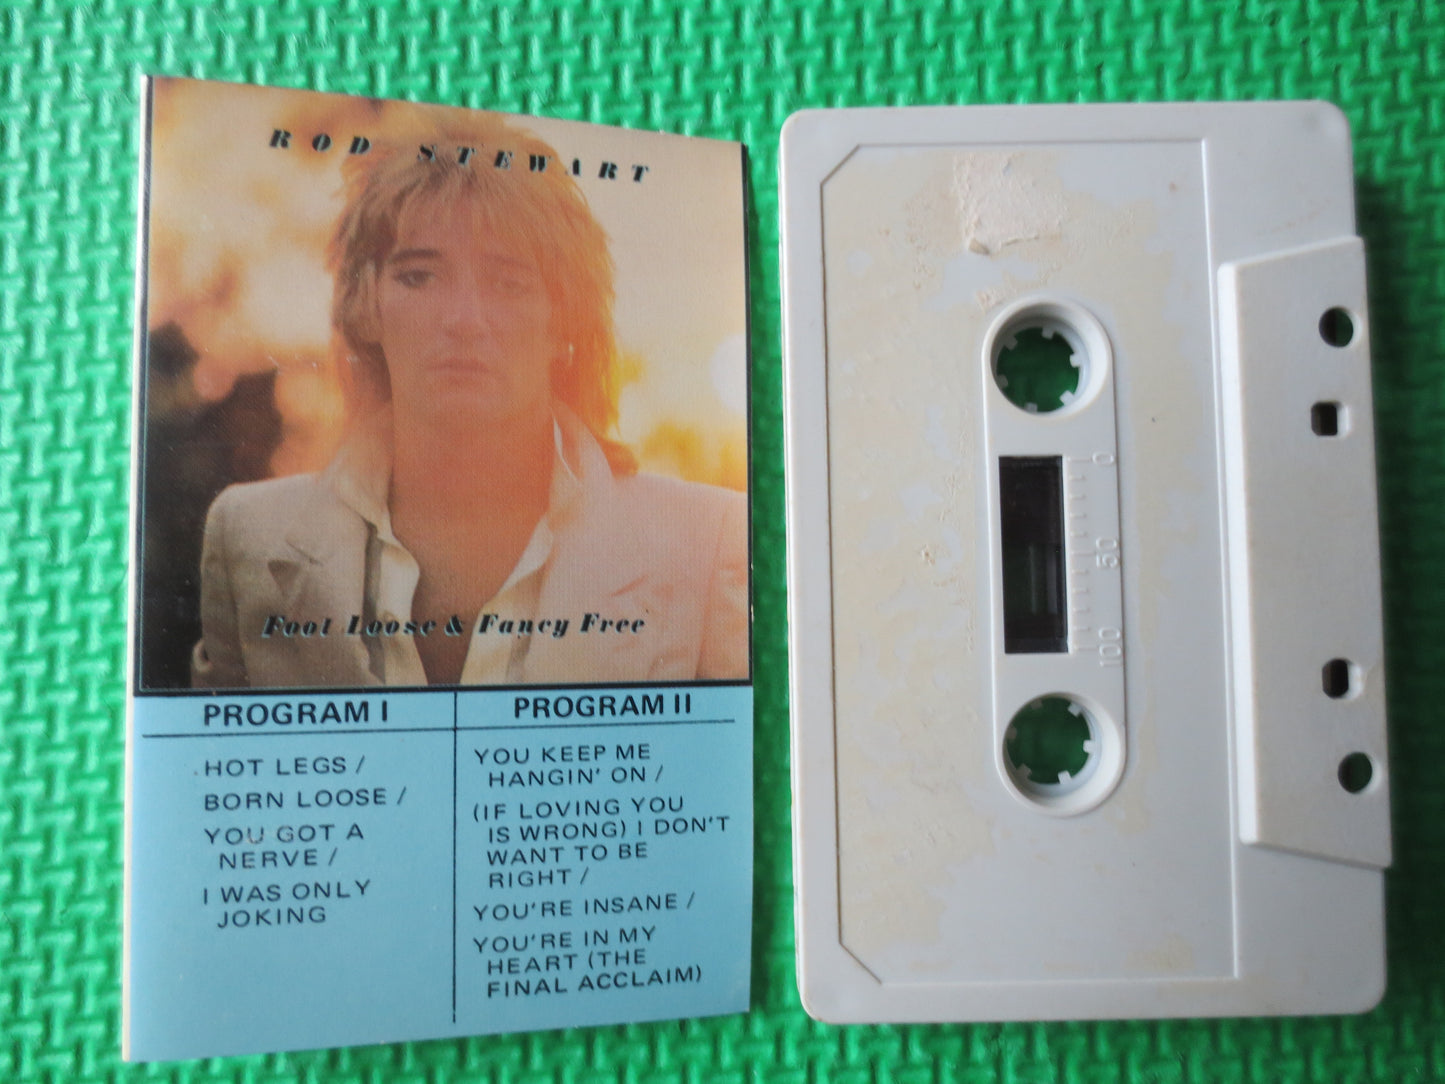 ROD STEWART
Foot Loose & Fancy Free
PROGRAM I
HOT LEGS /
BORN LOOSE /
YOU GOT A
NERVE /
I WAS ONLY
JOKING
PROGRAM II
YOU KEEP ME
HANGIN' ON /
(IF LOVING YOU
IS WRONG) I DON'T
WANT TO BE
RIGHT /
YOU'RE INSANE /
YOU'RE IN MY
HEART (THE
FINAL ACCLAIM)
0
50
100